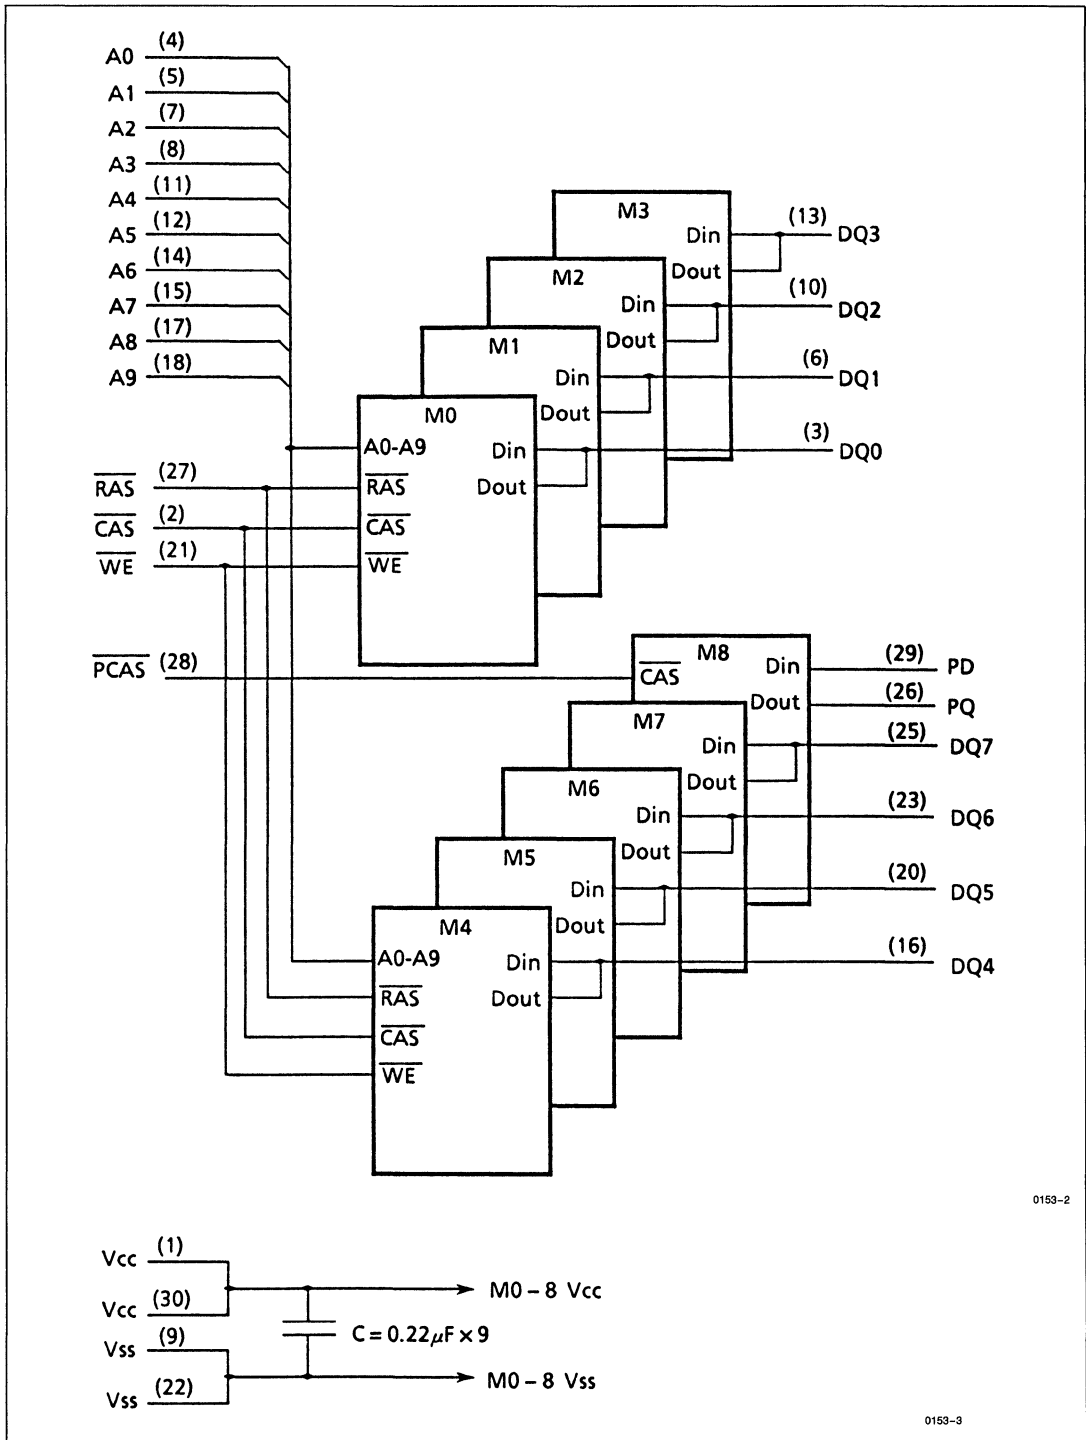 A0 (4)
A1 (5)
A2 (7)
A3 (8)
A4 (11)
A5 (12)
A6 (14)
A7 (15)
A8 (17)
A9 (18)
RAS (27)
CAS (2)
WE (21)
PCAS (28)
M3
Din (13) DQ3
Dout
M2
Din (10) DQ2
Dout
M1
Din (6) DQ1
Dout
M0
A0-A9 Din (3) DQ0
RAS Dout
CAS
WE
M8
CAS Din (29) PD
Dout (26) PQ
M7
Din (25) DQ7
Dout
M6
Din (23) DQ6
Dout
M5
Din (20) DQ5
Dout
M4
A0-A9 Din (16) DQ4
RAS Dout
CAS
WE
0153-2
Vcc (1)
Vcc (30)
M0 – 8 Vcc
C = 0.22μF × 9
Vss (9)
Vss (22)
M0 – 8 Vss
0153-3